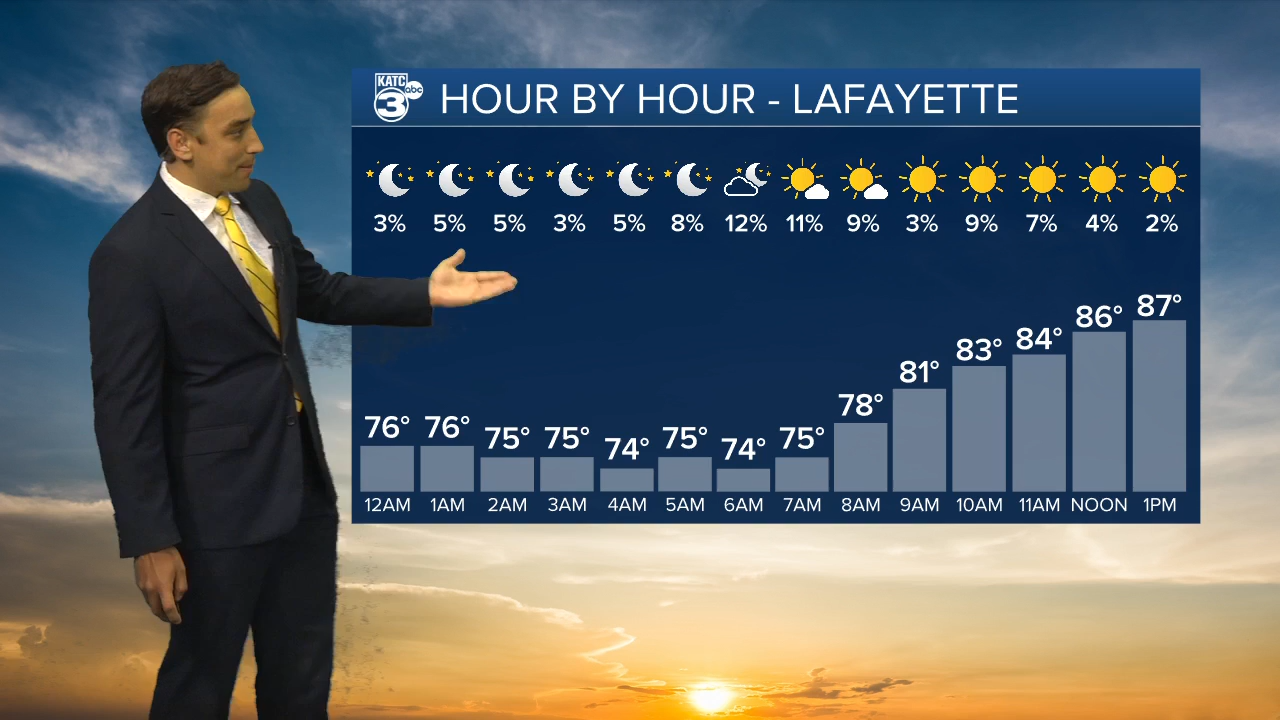 KATC
abc
3
HOUR BY HOUR - LAFAYETTE
3% 5% 5% 3% 5% 8% 12% 11% 9% 3% 9% 7% 4% 2%
76° 76° 75° 75° 74° 75° 74° 75° 78° 81° 83° 84° 86° 87°
12AM 1AM 2AM 3AM 4AM 5AM 6AM 7AM 8AM 9AM 10AM 11AM NOON 1PM